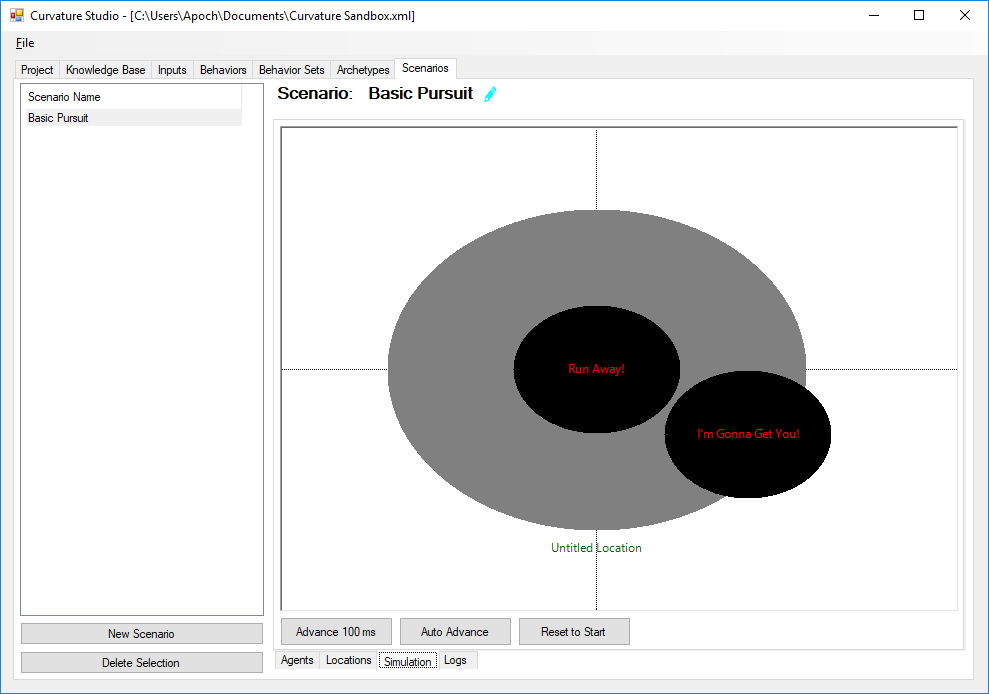 Curvature Studio - [C:\Users\Apoch\Documents\Curvature Sandbox.xml]
File
Project Knowledge Base Inputs Behaviors Behavior Sets Archetypes Scenarios
Scenario Name
Basic Pursuit
Scenario: Basic Pursuit
Run Away!
I'm Gonna Get You!
Untitled Location
New Scenario
Delete Selection
Advance 100 ms Auto Advance Reset to Start
Agents Locations Simulation Logs